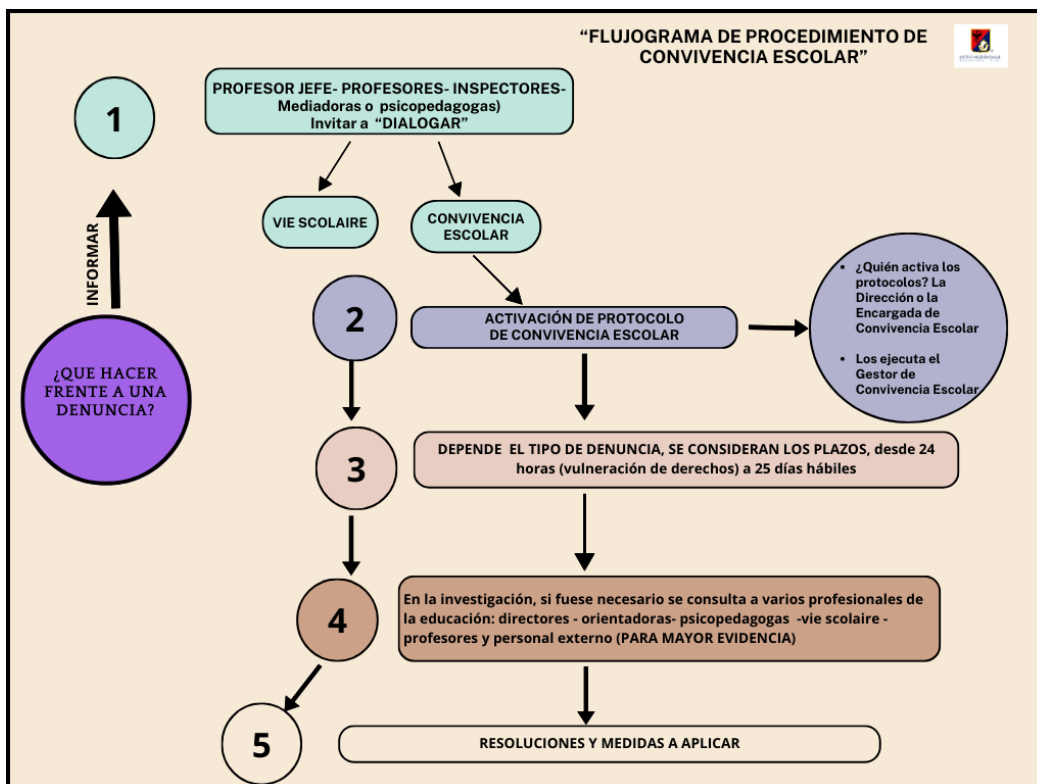 “FLUJOGRAMA DE PROCEDIMIENTO DE
CONVIVENCIA ESCOLAR”
1
PROFESOR JEFE- PROFESORES- INSPECTORES-
Mediadoras o psicopedagogas)
Invitar a “DIALOGAR”
VIE SCOLAIRE
CONVIVENCIA
ESCOLAR
INFORMAR
¿QUE HACER
FRENTE A UNA
DENUNCIA?
2
ACTIVACIÓN DE PROTOCOLO
DE CONVIVENCIA ESCOLAR
• ¿Quién activa los
protocolos? La
Dirección o la
Encargada de
Convivencia Escolar
• Los ejecuta el
Gestor de
Convivencia Escolar
3
DEPENDE EL TIPO DE DENUNCIA, SE CONSIDERAN LOS PLAZOS, desde 24
horas (vulneración de derechos) a 25 días hábiles
4
En la investigación, si fuese necesario se consulta a varios profesionales de
la educación: directores - orientadoras- psicopedagogas -vie scolaire -
profesores y personal externo (PARA MAYOR EVIDENCIA)
5
RESOLUCIONES Y MEDIDAS A APLICAR